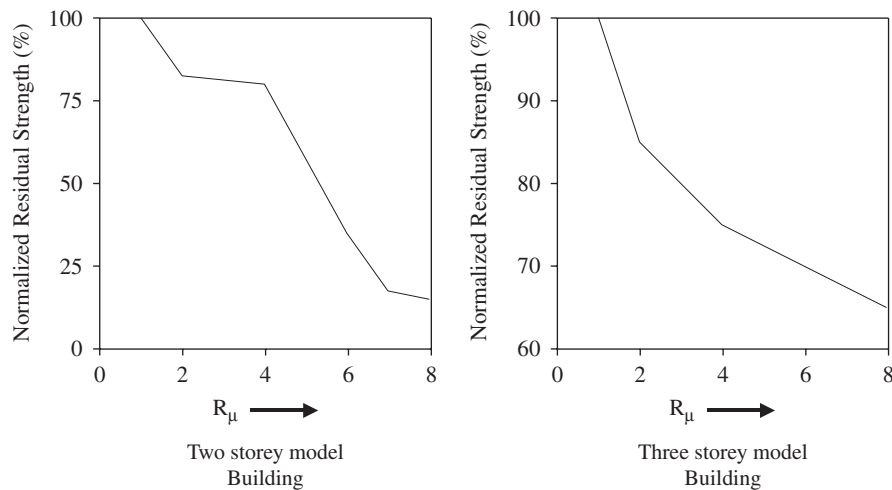 Normalized Residual Strength (%)
100
75
50
25
0
0 2 4 6 8
Rμ
Two storey model
Building
Normalized Residual Strength (%)
100
90
80
70
60
0 2 4 6 8
Rμ
Three storey model
Building